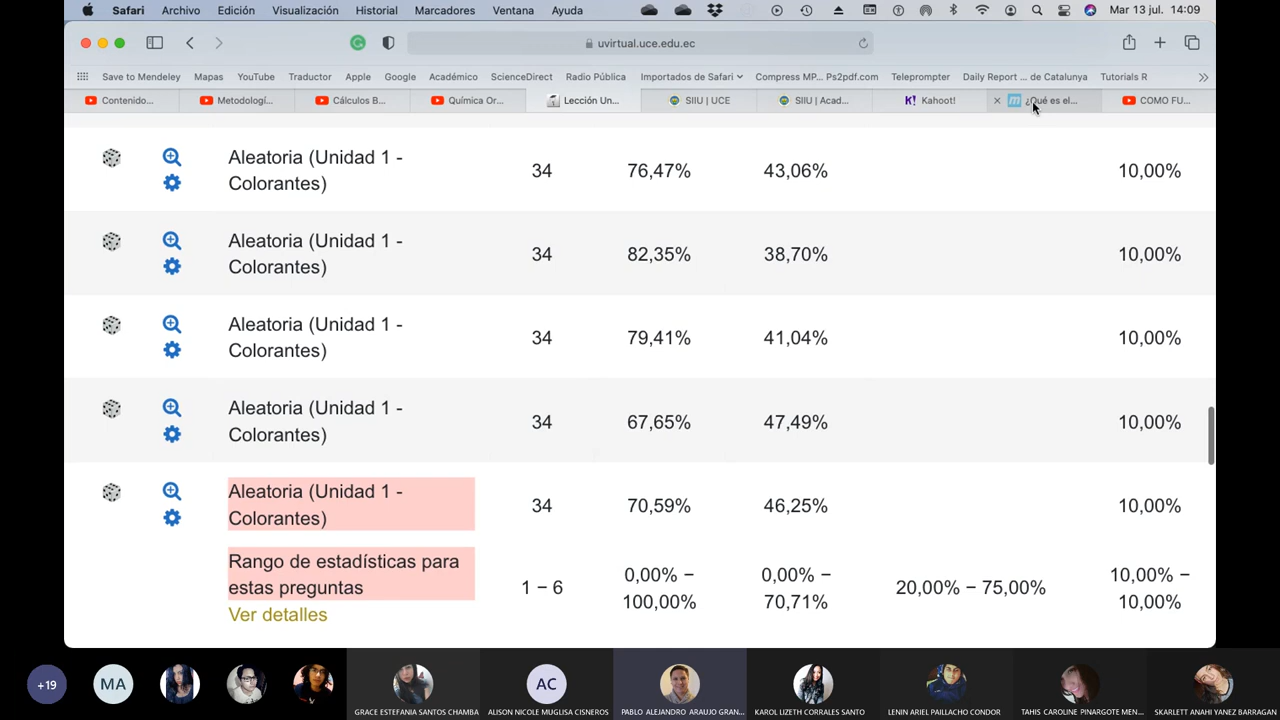 Safari Archivo Edición Visualización Historial Marcadores Ventana Ayuda Mar 13 jul. 14:09
uvirtual.uce.edu.ec
Save to Mendeley Mapas YouTube Traductor Apple Google Académico ScienceDirect Radio Pública Importados de Safari Compress MP... Ps2pdf.com Teleprompter Daily Report ... de Catalunya Tutorials R
Contenido... Metodologí... Cálculos B... Química Or... Lección Un... SIIU | UCE SIIU | Acad... K! Kahoot! m ¿Qué es el... COMO FU...
Aleatoria (Unidad 1 -
Colorantes)
34 76,47% 43,06% 10,00%
Aleatoria (Unidad 1 -
Colorantes)
34 82,35% 38,70% 10,00%
Aleatoria (Unidad 1 -
Colorantes)
34 79,41% 41,04% 10,00%
Aleatoria (Unidad 1 -
Colorantes)
34 67,65% 47,49% 10,00%
Aleatoria (Unidad 1 -
Colorantes)
34 70,59% 46,25% 10,00%
Rango de estadísticas para
estas preguntas
Ver detalles
1 − 6
0,00% −
100,00%
0,00% −
70,71%
20,00% − 75,00%
10,00% −
10,00%
+19 MA AC
GRACE ESTEFANIA SANTOS CHAMBA ALISON NICOLE MUGLISA CISNEROS PABLO ALEJANDRO ARAUJO GRAN... KAROL LIZETH CORRALES SANTO LENIN ARIEL PAILLACHO CONDOR TAHIS CAROLINE PINARGOTE MEN... SKARLETT ANAHI YANEZ BARRAGAN